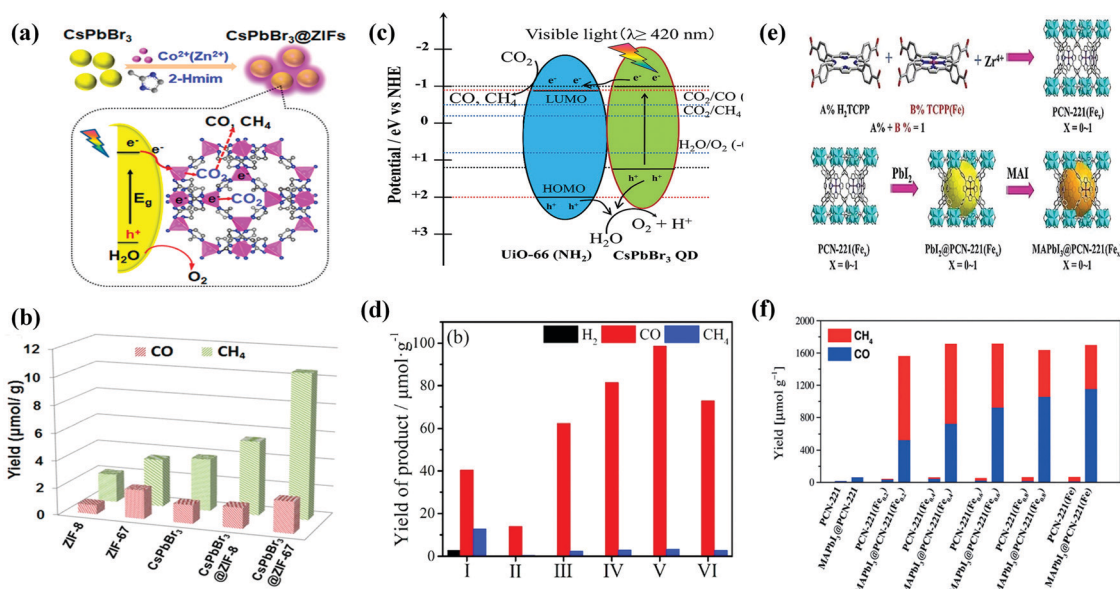 (a)
CsPbBr3
Co2+(Zn2+)
2-Hmim
CsPbBr3@ZIFs
CO, CH4
e-
e-
CO2
e-
e-
CO2
Eg
h+
H2O
O2
(b)
Yield (μmol/ g)
12
10
8
6
4
2
0
CO
CH4
ZIF-8
ZIF-67
CsPbBr3
CsPbBr3
@ZIF-8
CsPbBr3
@ZIF-67
(c)
Visible light (λ≥ 420 nm)
Potential / eV vs NHE
-2
-1
0
+1
+2
+3
CO2
CO, CH4
e-
e-
LUMO
e-
e-
CO2/CO (
CO2/CH4
H2O/O2 (-
h+
h+
HOMO
h+
h+
H2O
O2 + H+
UiO-66 (NH2)
CsPbBr3 QD
(d)
(b)
H2
CO
CH4
Yield of product / μmol·g-1
100
80
60
40
20
0
I
II
III
IV
V
VI
(e)
+
+ Zr4+
A% H2TCPP
B% TCPP(Fe)
A% + B % = 1
PCN-221(Fex)
X = 0~1
PbI2
MAI
PCN-221(Fex)
X = 0~1
PbI2@PCN-221(Fex)
X = 0~1
MAPbI3@PCN-221(Fex)
X = 0~1
(f)
CH4
CO
Yield [μmol g-1]
2000
1600
1200
800
400
0
PCN-221
MAPbI3@PCN-221
PCN-221(Fe0.2)
MAPbI3@PCN-221(Fe0.2)
PCN-221(Fe0.4)
MAPbI3@PCN-221(Fe0.4)
PCN-221(Fe0.6)
MAPbI3@PCN-221(Fe0.6)
PCN-221(Fe0.8)
MAPbI3@PCN-221(Fe0.8)
PCN-221(Fe)
MAPbI3@PCN-221(Fe)